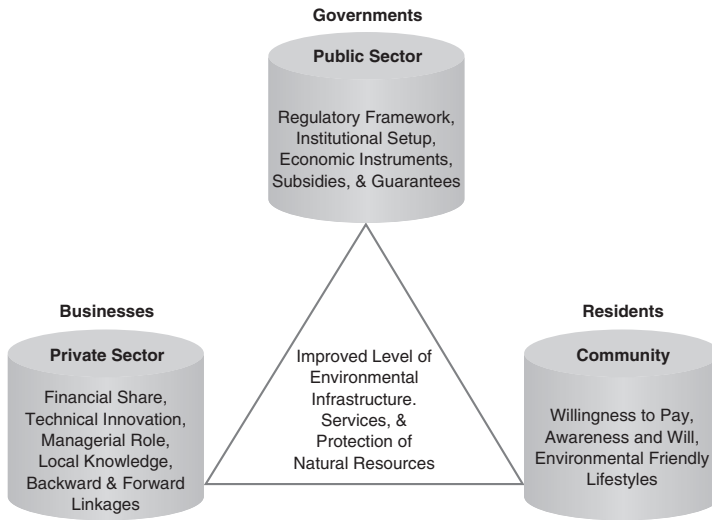 Governments
Public Sector
Regulatory Framework,
Institutional Setup,
Economic Instruments,
Subsidies, & Guarantees
Businesses
Private Sector
Financial Share,
Technical Innovation,
Managerial Role,
Local Knowledge,
Backward & Forward
Linkages
Improved Level of
Environmental
Infrastructure.
Services, &
Protection of
Natural Resources
Residents
Community
Willingness to Pay,
Awareness and Will,
Environmental Friendly
Lifestyles